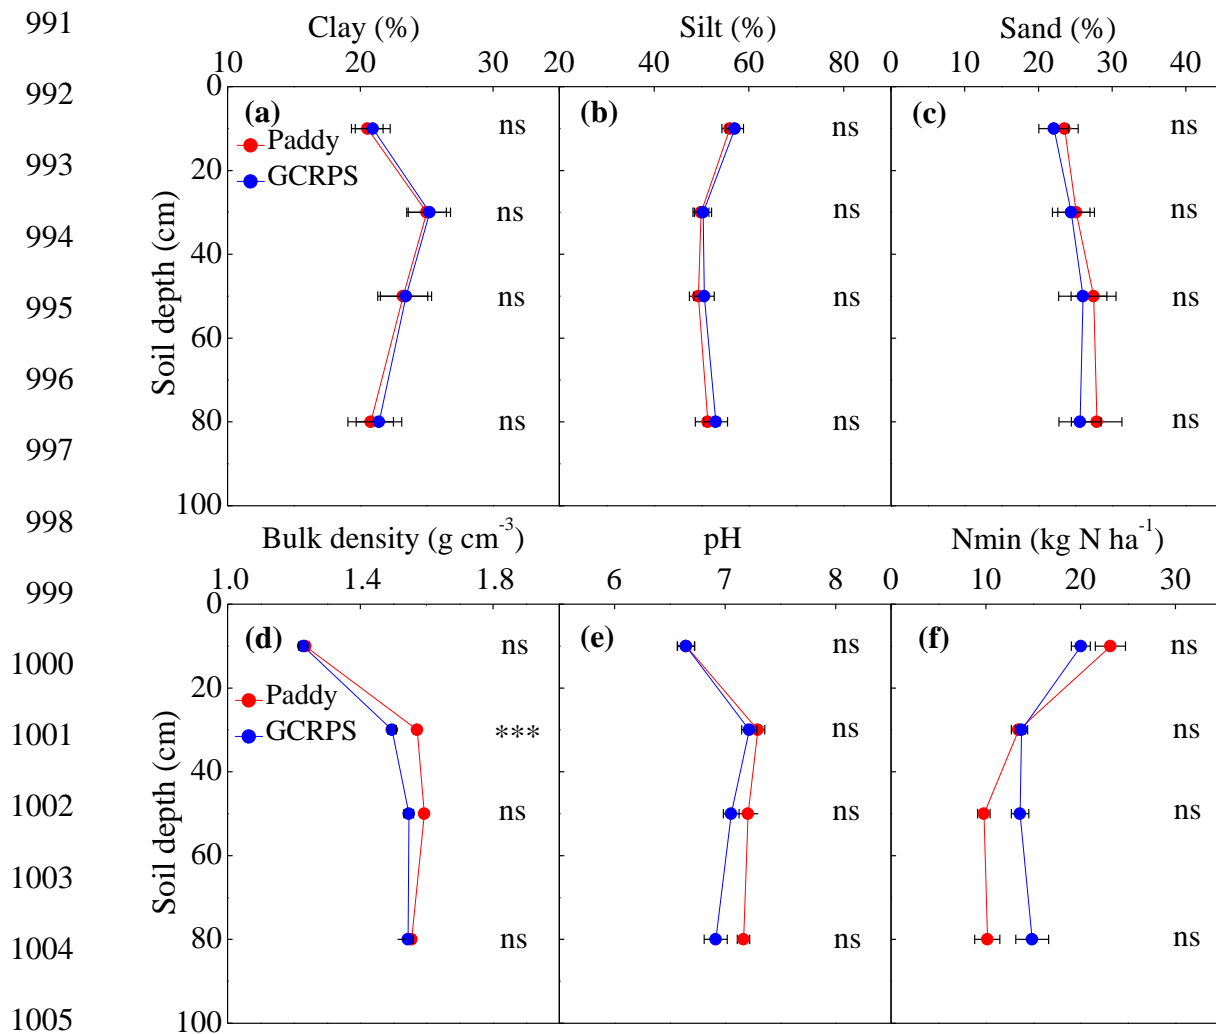 991
Clay (%) Silt (%) Sand (%)
10 20 30 20 40 60 80 0 10 20 30 40
0
992
(a) ns (b) ns (c) ns
Paddy
993
20
GCRPS
ns ns ns
994
40
Soil depth (cm)
995
ns ns ns
60
996
80
ns ns ns
997
100
998
Bulk density (g cm-3) pH Nmin (kg N ha-1)
999
1.0 1.4 1.8 6 7 8 0 10 20 30
0
(d) ns (e) ns (f) ns
1000
20
Paddy
GCRPS
1001
*** ns ns
40
Soil depth (cm)
1002
ns ns ns
60
1003
80
1004
ns ns ns
100
1005